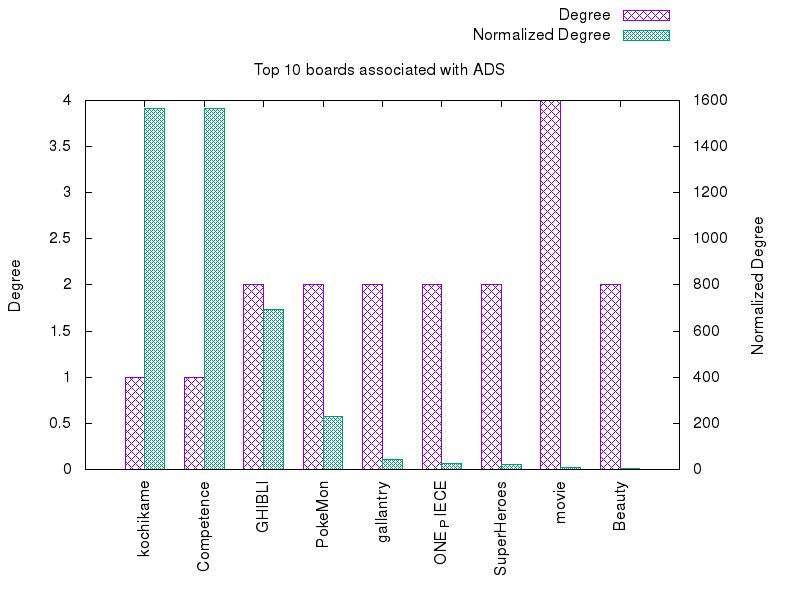 Degree
Normalized Degree
Top 10 boards associated with ADS
4
3.5
3
2.5
2
1.5
1
0.5
0
1600
1400
1200
1000
800
600
400
200
0
Degree
Normalized Degree
kochikame
Competence
GHIBLI
PokeMon
gallantry
ONE PIECE
SuperHeroes
movie
Beauty